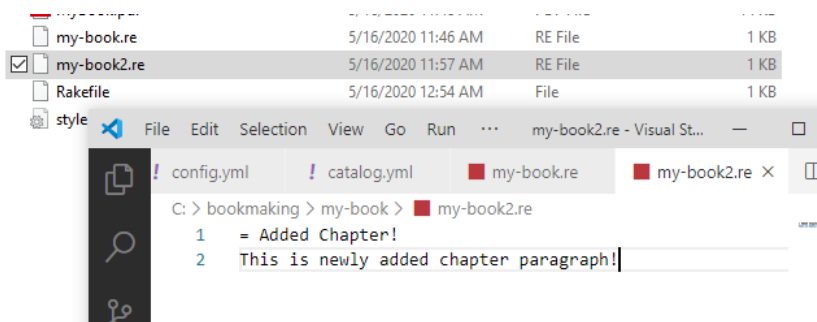 my-book.re 5/16/2020 11:46 AM RE File 1 KB
my-book2.re 5/16/2020 11:57 AM RE File 1 KB
Rakefile 5/16/2020 12:54 AM File 1 KB
style
File Edit Selection View Go Run ··· my-book2.re - Visual St...
! config.yml ! catalog.yml my-book.re my-book2.re ×
C: > bookmaking > my-book > my-book2.re
1 = Added Chapter!
2 This is newly added chapter paragraph!